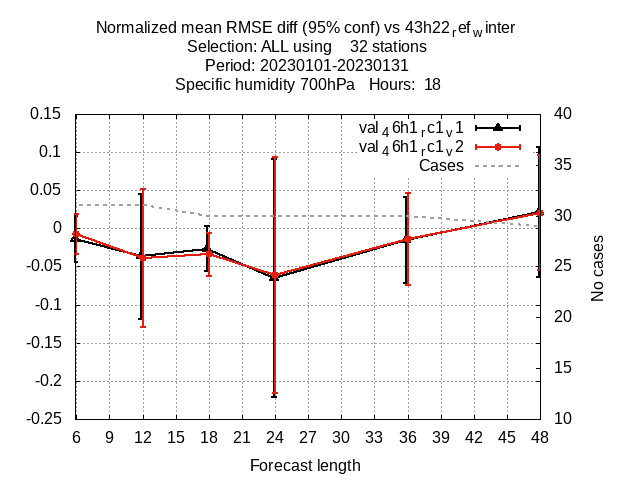 Normalized mean RMSE diff (95% conf) vs 43h22refwinter
Selection: ALL using 32 stations
Period: 20230101-20230131
Specific humidity 700hPa Hours: 18
0.15
0.1
0.05
0
-0.05
-0.1
-0.15
-0.2
-0.25
val46h1rc1v1
val46h1rc1v2
Cases
40
35
30
25
20
15
10
No cases
6 9 12 15 18 21 24 27 30 33 36 39 42 45 48
Forecast length